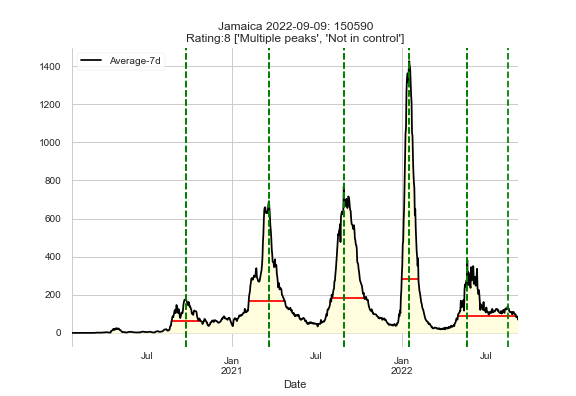 Jamaica 2022-09-09: 150590
Rating:8 ['Multiple peaks', 'Not in control']
Average-7d
1400
1200
1000
800
600
400
200
0
Jul
Jan
2021
Jul
Jan
2022
Jul
Date